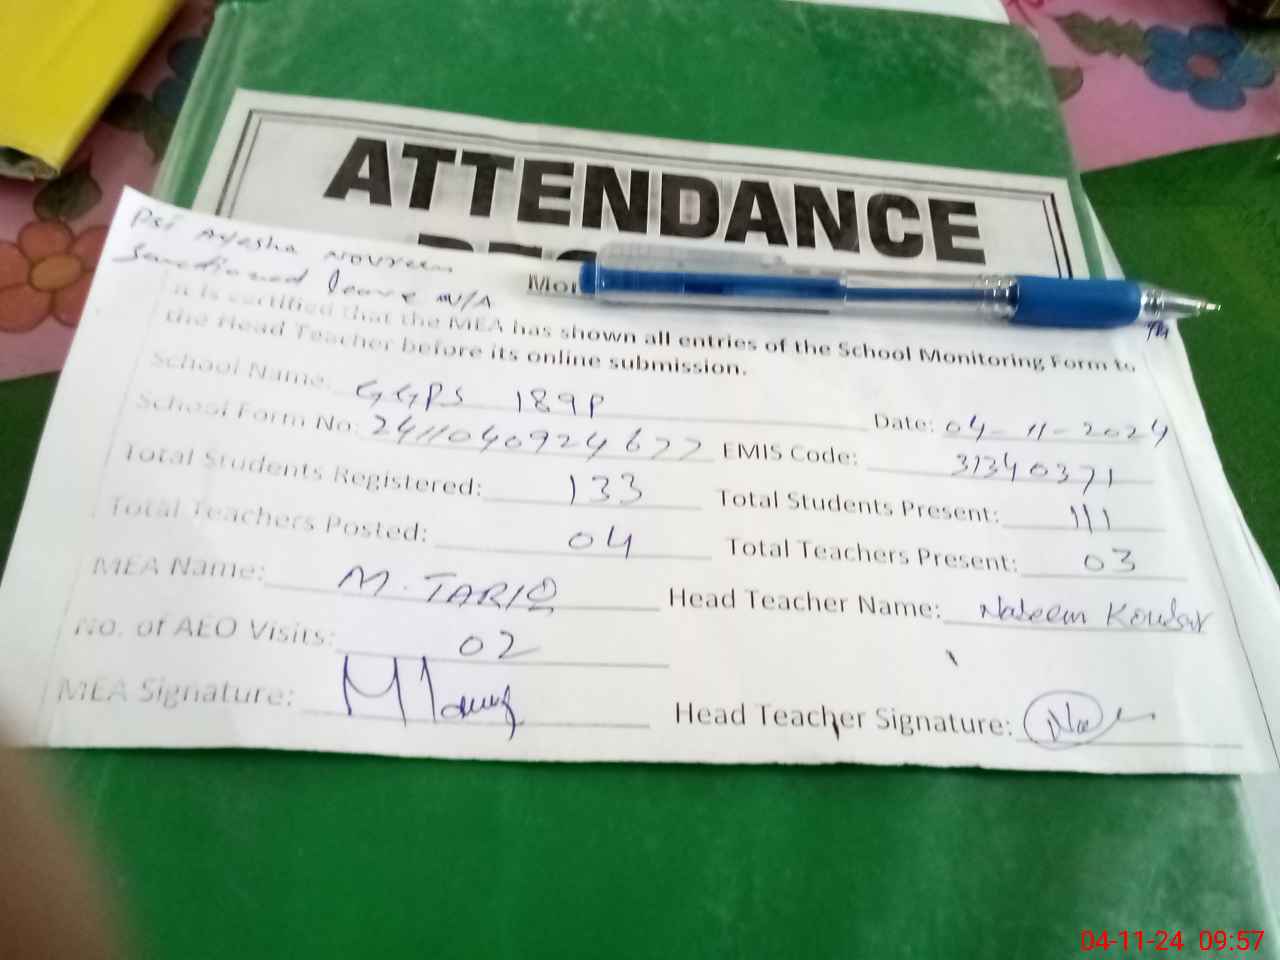 ATTENDANCE
PST Ayesha Noureen
Sanctioned leave N/A
Mon
It is certified that the MEA has shown all entries of the School Monitoring Form to
the Head Teacher before its online submission.
School Name: GGPS 189P Date: 04-11-2024
School Form No: 2411040924677 EMIS Code: 31340371
Total Students Registered: 133 Total Students Present: 111
Total Teachers Posted: 04 Total Teachers Present: 03
MEA Name: M. TARIQ Head Teacher Name: Naseem Kousar
No. of AEO Visits: 02
MEA Signature: Head Teacher Signature:
04-11-24 09:57